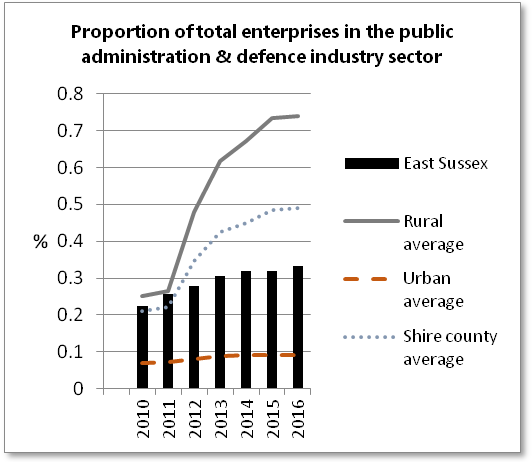 Proportion of total enterprises in the public
administration & defence industry sector
0.8
0.7
0.6
0.5
0.4
0.3
0.2
0.1
0
%
2010
2011
2012
2013
2014
2015
2016
East Sussex
Rural
average
Urban
average
Shire county
average